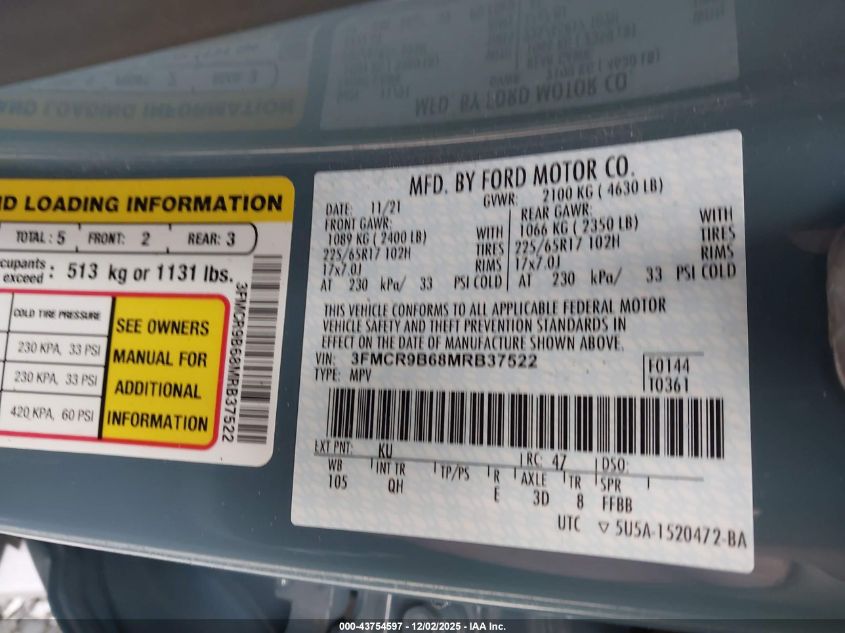 ND LOADING INFORMATION
TOTAL : 5 FRONT: 2 REAR: 3
cupants exceed : 513 kg or 1131 lbs.
COLD TIRE PRESSURE
230 KPA, 33 PSI
230 KPA, 33 PSI
420 KPA, 60 PSI
SEE OWNERS
MANUAL FOR
ADDITIONAL
INFORMATION
3FMCR9B68MRB37522
MFD. BY FORD MOTOR CO.
DATE: 11/21 GVWR: 2100 KG ( 4630 LB)
FRONT GAWR: REAR GAWR:
1089 KG ( 2400 LB) WITH 1066 KG ( 2350 LB) WITH
225/65R17 102H TIRES 225/65R17 102H TIRES
17x7.0J RIMS 17x7.0J RIMS
AT 230 kPa/ 33 PSI COLD AT 230 kPa/ 33 PSI COLD
THIS VEHICLE CONFORMS TO ALL APPLICABLE FEDERAL MOTOR
VEHICLE SAFETY AND THEFT PREVENTION STANDARDS IN
EFFECT ON THE DATE OF MANUFACTURE SHOWN ABOVE.
VIN: 3FMCR9B68MRB37522
TYPE: MPV
F0144
T0361
EXT PNT: KU RC: 47 DSO:
WB INT TR TP/PS R AXLE TR SPR
105 QH E 3D 8 FFBB
UTC ▽ 5U5A-1520472-BA
000-43754597 - 12/02/2025 - IAA Inc.